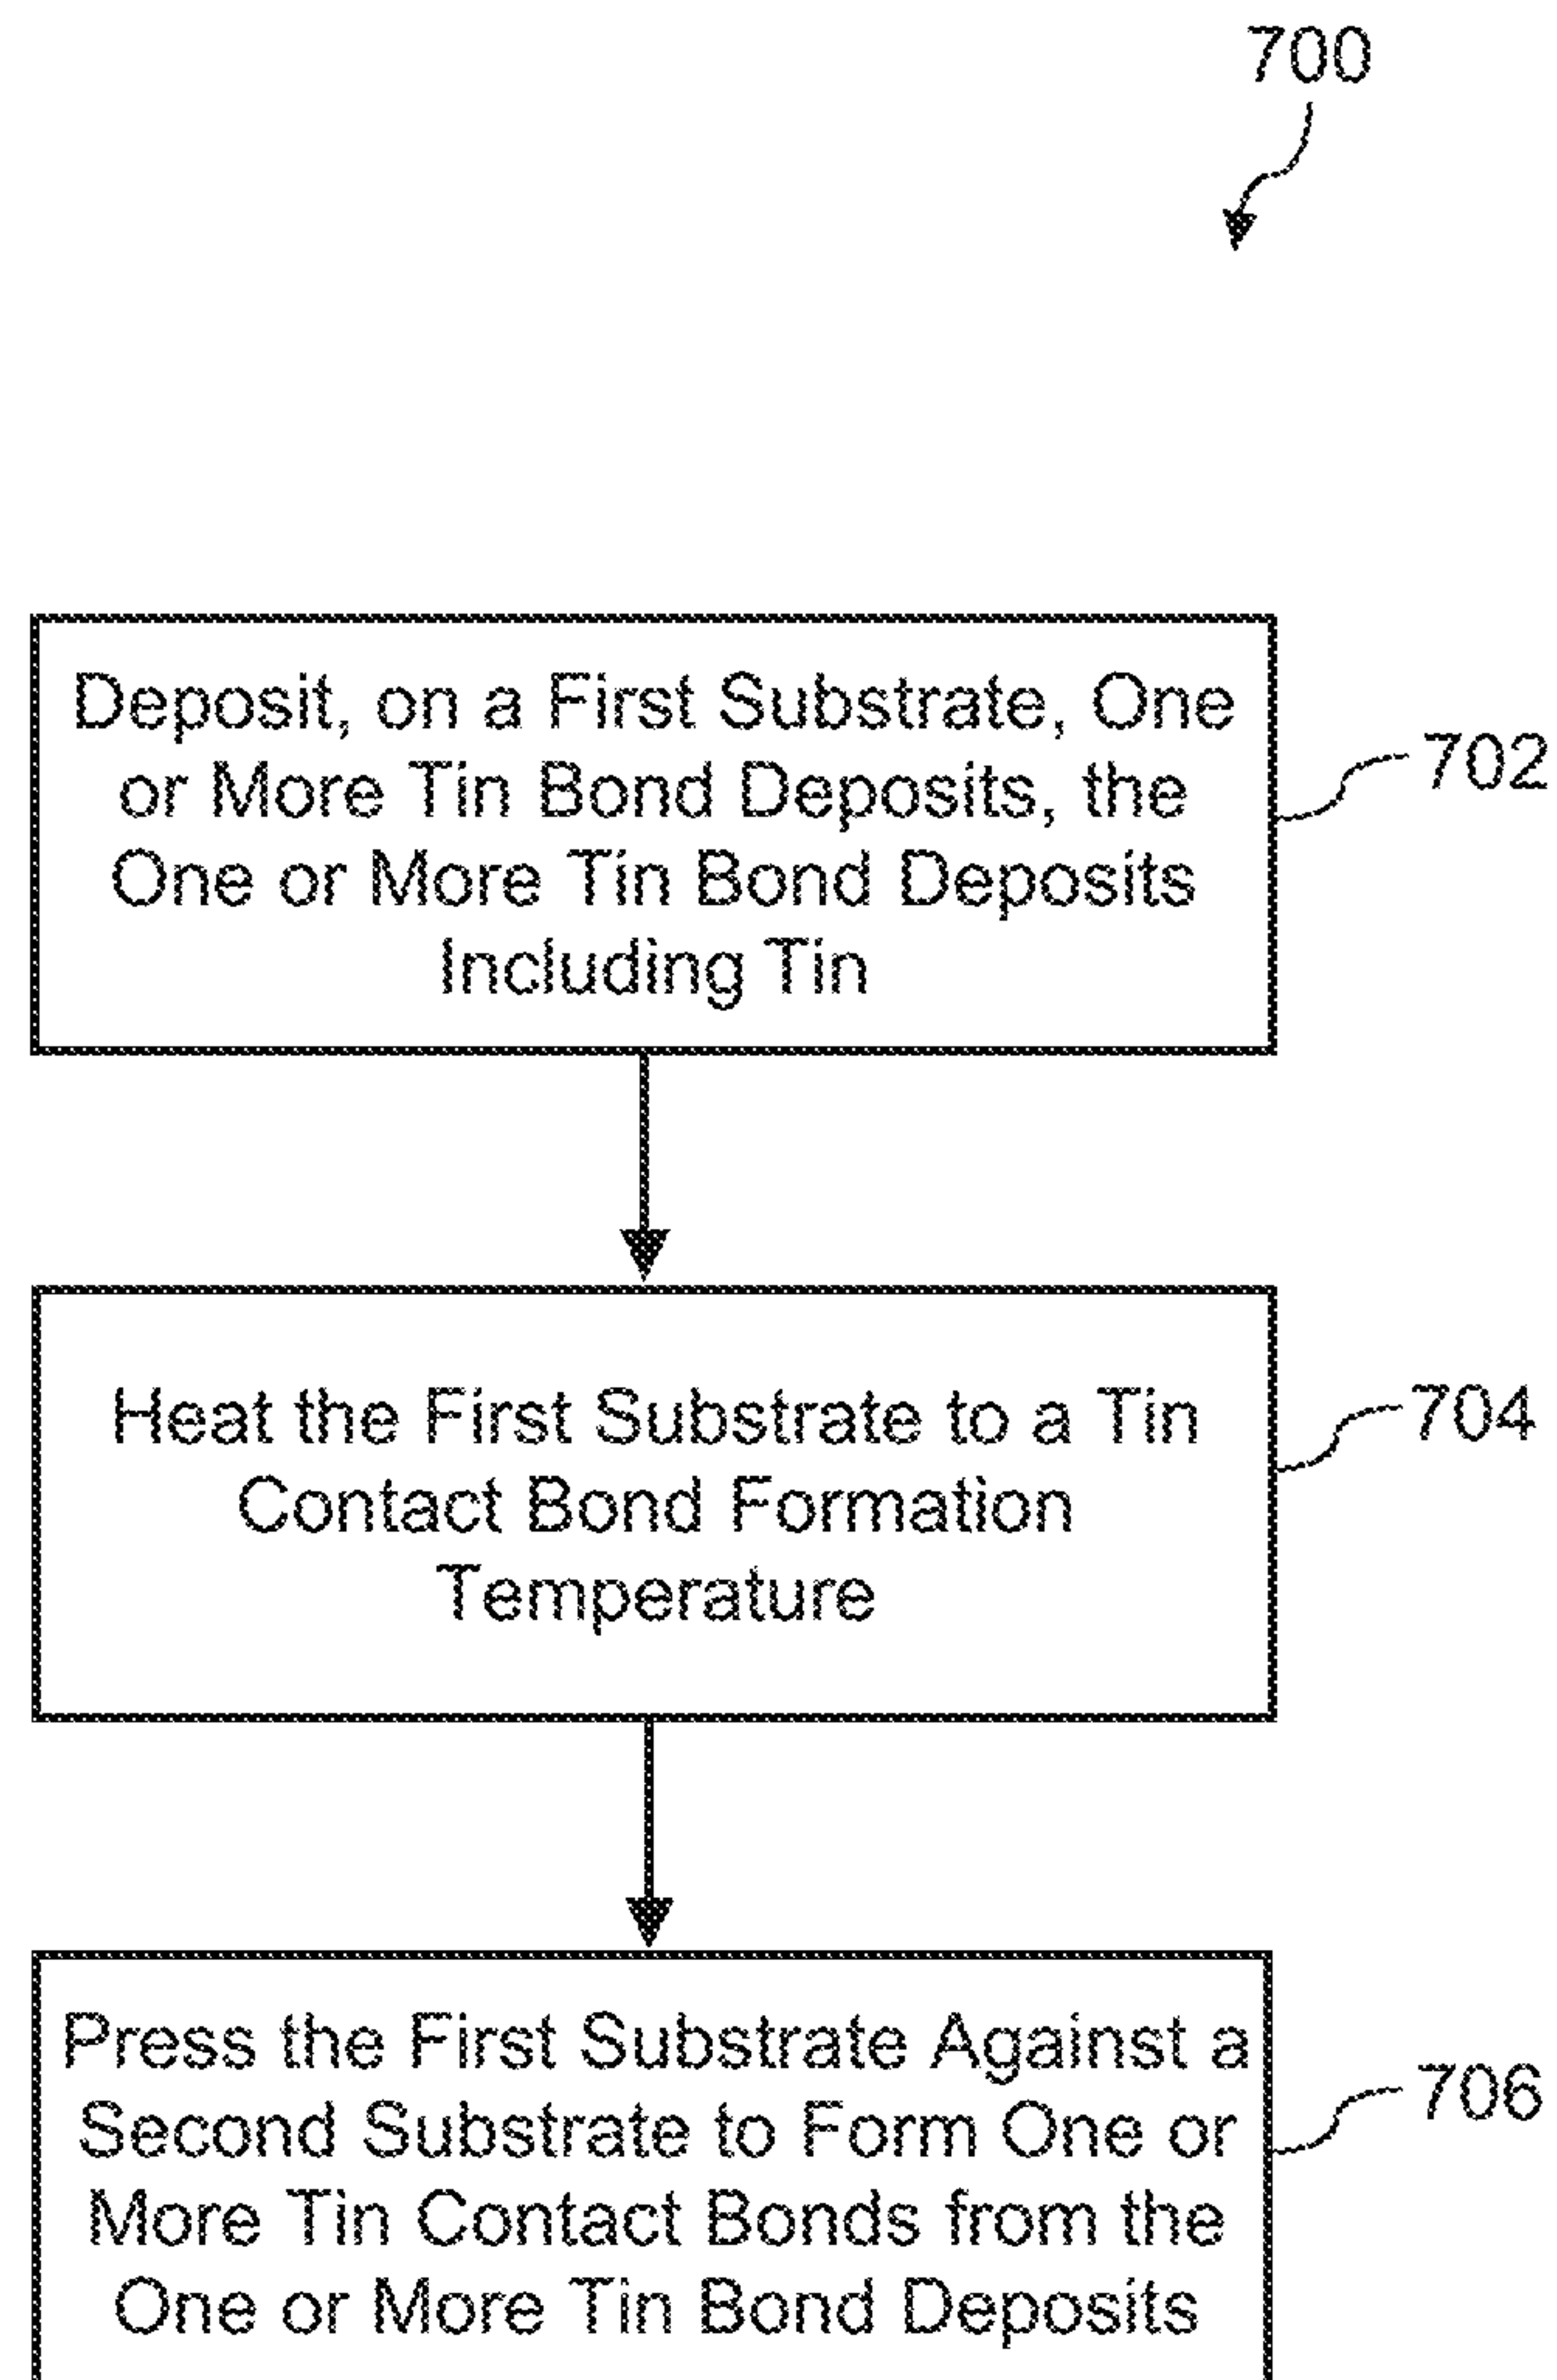 700
Deposit, on a First Substrate, One
or More Tin Bond Deposits, the
One or More Tin Bond Deposits
Including Tin
702
Heat the First Substrate to a Tin
Contact Bond Formation
Temperature
704
Press the First Substrate Against a
Second Substrate to Form One or
More Tin Contact Bonds from the
One or More Tin Bond Deposits
706